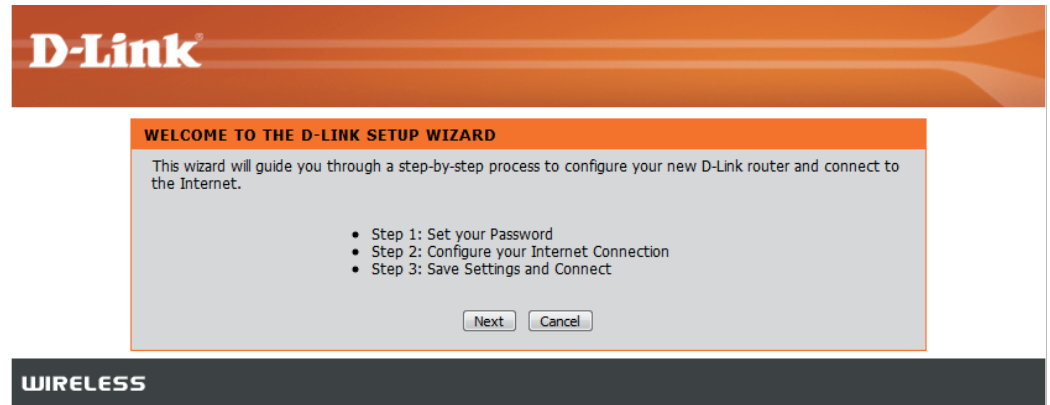 D-Link®
WELCOME TO THE D-LINK SETUP WIZARD
This wizard will guide you through a step-by-step process to configure your new D-Link router and connect to
the Internet.
• Step 1: Set your Password
• Step 2: Configure your Internet Connection
• Step 3: Save Settings and Connect
Next Cancel
WIRELESS